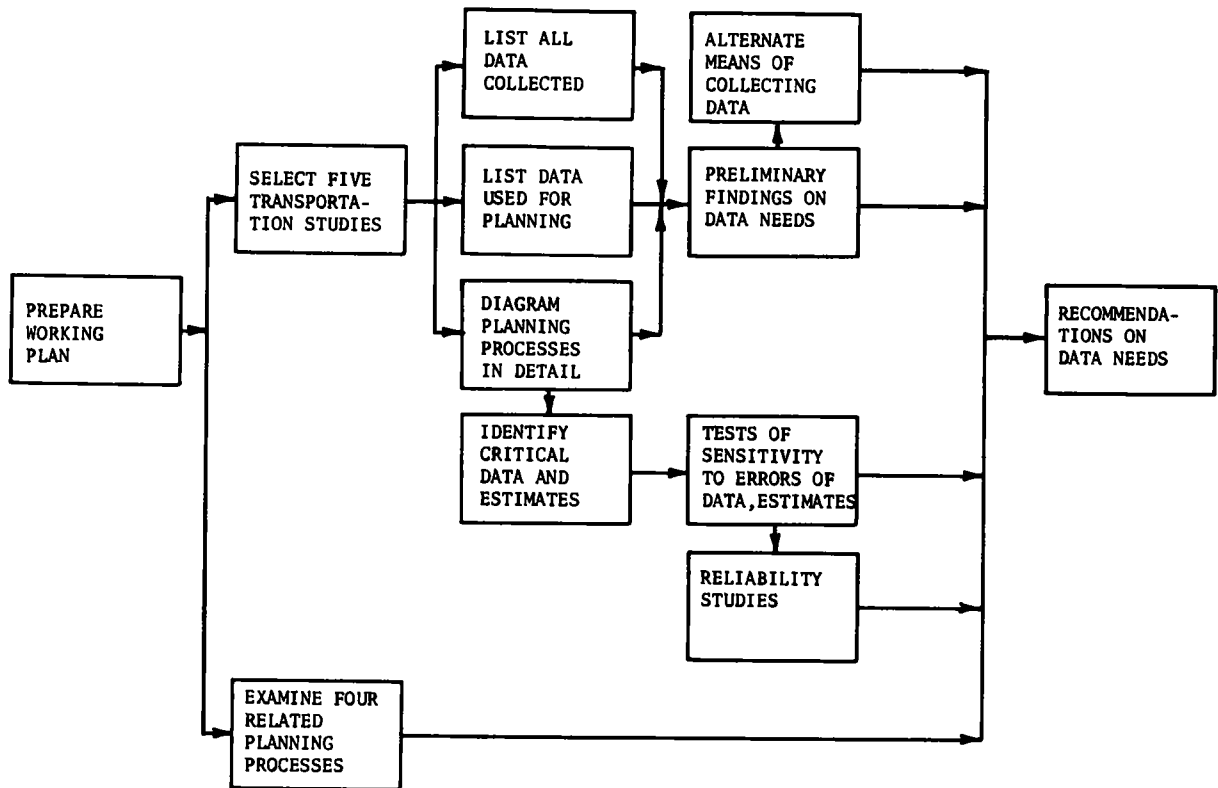 PREPARE
WORKING
PLAN
SELECT FIVE
TRANSPORTA-
TION STUDIES
EXAMINE FOUR
RELATED
PLANNING
PROCESSES
LIST ALL
DATA
COLLECTED
LIST DATA
USED FOR
PLANNING
DIAGRAM
PLANNING
PROCESSES
IN DETAIL
IDENTIFY
CRITICAL
DATA AND
ESTIMATES
ALTERNATE
MEANS OF
COLLECTING
DATA
PRELIMINARY
FINDINGS ON
DATA NEEDS
TESTS OF
SENSITIVITY
TO ERRORS OF
DATA,ESTIMATES
RELIABILITY
STUDIES
RECOMMENDA-
TIONS ON
DATA NEEDS